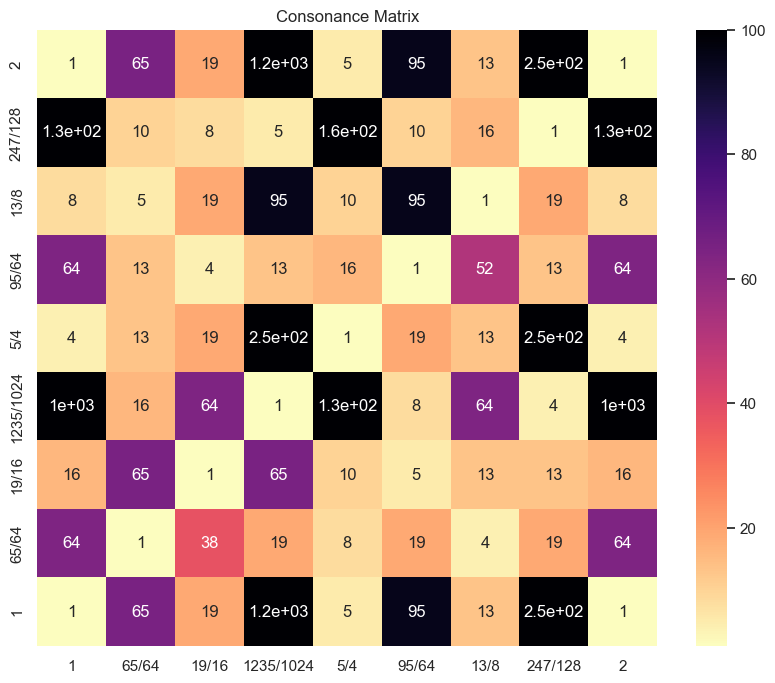 Consonance Matrix
2 1 65 19 1.2e+03 5 95 13 2.5e+02 1
247/128 1.3e+02 10 8 5 1.6e+02 10 16 1 1.3e+02
13/8 8 5 19 95 10 95 1 19 8
95/64 64 13 4 13 16 1 52 13 64
5/4 4 13 19 2.5e+02 1 19 13 2.5e+02 4
1235/1024 1e+03 16 64 1 1.3e+02 8 64 4 1e+03
19/16 16 65 1 65 10 5 13 13 16
65/64 64 1 38 19 8 19 4 19 64
1 1 65 19 1.2e+03 5 95 13 2.5e+02 1
1 65/64 19/16 1235/1024 5/4 95/64 13/8 247/128 2
100
80
60
40
20